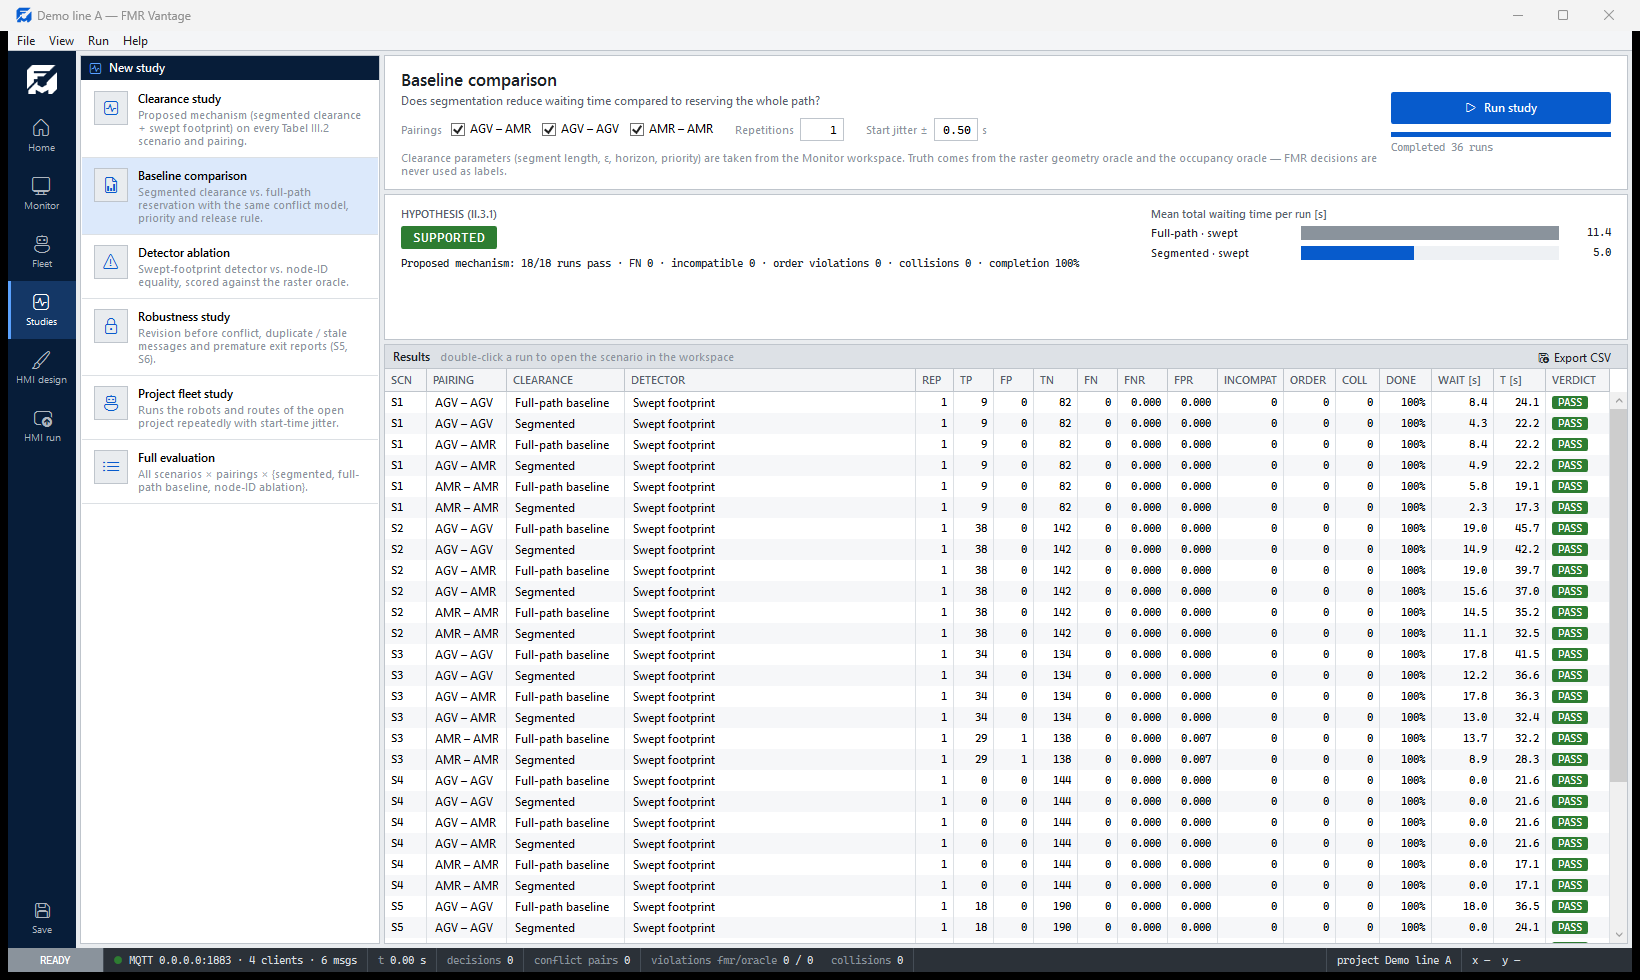 Demo line A — FMR Vantage
File View Run Help
Home
Monitor
Fleet
Studies
HMI design
HMI run
Save
New study
Clearance study
Proposed mechanism (segmented clearance
+ swept footprint) on every Tabel III.2
scenario and pairing.
Baseline comparison
Segmented clearance vs. full-path
reservation with the same conflict model,
priority and release rule.
Detector ablation
Swept-footprint detector vs. node-ID
equality, scored against the raster oracle.
Robustness study
Revision before conflict, duplicate / stale
messages and premature exit reports (S5,
S6).
Project fleet study
Runs the robots and routes of the open
project repeatedly with start-time jitter.
Full evaluation
All scenarios × pairings × {segmented, full-
path baseline, node-ID ablation}.
Baseline comparison
Does segmentation reduce waiting time compared to reserving the whole path?
Pairings AGV – AMR AGV – AGV AMR – AMR Repetitions 1 Start jitter ± 0.50 s
Clearance parameters (segment length, ε, horizon, priority) are taken from the Monitor workspace. Truth comes from the raster geometry oracle and the occupancy oracle — FMR decisions are
never used as labels.
Run study
Completed 36 runs
HYPOTHESIS (II.3.1)
SUPPORTED
Proposed mechanism: 18/18 runs pass · FN 0 · incompatible 0 · order violations 0 · collisions 0 · completion 100%
Mean total waiting time per run [s]
Full-path · swept 11.4
Segmented · swept 5.0
Results double-click a run to open the scenario in the workspace Export CSV
SCN PAIRING CLEARANCE DETECTOR REP TP FP TN FN FNR FPR INCOMPAT ORDER COLL DONE WAIT [s] T [s] VERDICT
S1 AGV – AGV Full-path baseline Swept footprint 1 9 0 82 0 0.000 0.000 0 0 0 100% 8.4 24.1 PASS
S1 AGV – AGV Segmented Swept footprint 1 9 0 82 0 0.000 0.000 0 0 0 100% 4.3 22.2 PASS
S1 AGV – AMR Full-path baseline Swept footprint 1 9 0 82 0 0.000 0.000 0 0 0 100% 8.4 22.2 PASS
S1 AGV – AMR Segmented Swept footprint 1 9 0 82 0 0.000 0.000 0 0 0 100% 4.9 22.2 PASS
S1 AMR – AMR Full-path baseline Swept footprint 1 9 0 82 0 0.000 0.000 0 0 0 100% 5.8 19.1 PASS
S1 AMR – AMR Segmented Swept footprint 1 9 0 82 0 0.000 0.000 0 0 0 100% 2.3 17.3 PASS
S2 AGV – AGV Full-path baseline Swept footprint 1 38 0 142 0 0.000 0.000 0 0 0 100% 19.0 45.7 PASS
S2 AGV – AGV Segmented Swept footprint 1 38 0 142 0 0.000 0.000 0 0 0 100% 14.9 42.2 PASS
S2 AGV – AMR Full-path baseline Swept footprint 1 38 0 142 0 0.000 0.000 0 0 0 100% 19.0 39.7 PASS
S2 AGV – AMR Segmented Swept footprint 1 38 0 142 0 0.000 0.000 0 0 0 100% 15.6 37.0 PASS
S2 AMR – AMR Full-path baseline Swept footprint 1 38 0 142 0 0.000 0.000 0 0 0 100% 14.5 35.2 PASS
S2 AMR – AMR Segmented Swept footprint 1 38 0 142 0 0.000 0.000 0 0 0 100% 11.1 32.5 PASS
S3 AGV – AGV Full-path baseline Swept footprint 1 34 0 134 0 0.000 0.000 0 0 0 100% 17.8 41.5 PASS
S3 AGV – AGV Segmented Swept footprint 1 34 0 134 0 0.000 0.000 0 0 0 100% 12.2 36.6 PASS
S3 AGV – AMR Full-path baseline Swept footprint 1 34 0 134 0 0.000 0.000 0 0 0 100% 17.8 36.3 PASS
S3 AGV – AMR Segmented Swept footprint 1 34 0 134 0 0.000 0.000 0 0 0 100% 13.0 32.4 PASS
S3 AMR – AMR Full-path baseline Swept footprint 1 29 1 138 0 0.000 0.007 0 0 0 100% 13.7 32.2 PASS
S3 AMR – AMR Segmented Swept footprint 1 29 1 138 0 0.000 0.007 0 0 0 100% 8.9 28.3 PASS
S4 AGV – AGV Full-path baseline Swept footprint 1 0 0 144 0 0.000 0.000 0 0 0 100% 0.0 21.6 PASS
S4 AGV – AGV Segmented Swept footprint 1 0 0 144 0 0.000 0.000 0 0 0 100% 0.0 21.6 PASS
S4 AGV – AMR Full-path baseline Swept footprint 1 0 0 144 0 0.000 0.000 0 0 0 100% 0.0 21.6 PASS
S4 AGV – AMR Segmented Swept footprint 1 0 0 144 0 0.000 0.000 0 0 0 100% 0.0 21.6 PASS
S4 AMR – AMR Full-path baseline Swept footprint 1 0 0 144 0 0.000 0.000 0 0 0 100% 0.0 17.1 PASS
S4 AMR – AMR Segmented Swept footprint 1 0 0 144 0 0.000 0.000 0 0 0 100% 0.0 17.1 PASS
S5 AGV – AGV Full-path baseline Swept footprint 1 18 0 190 0 0.000 0.000 0 0 0 100% 18.0 36.5 PASS
S5 AGV – AGV Segmented Swept footprint 1 18 0 190 0 0.000 0.000 0 0 0 100% 0.0 24.1 PASS
READY MQTT 0.0.0.0:1883 · 4 clients · 6 msgs t 0.00 s decisions 0 conflict pairs 0 violations fmr/oracle 0 / 0 collisions 0 project Demo line A x – y –